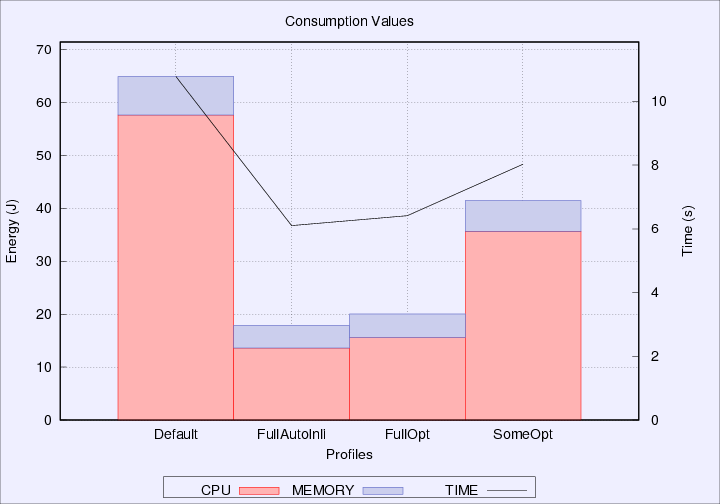 Consumption Values
70
60
50
40
30
20
10
0
Energy (J)
10
8
6
4
2
0
Time (s)
Default FullAutoInli FullOpt SomeOpt
Profiles
CPU MEMORY TIME